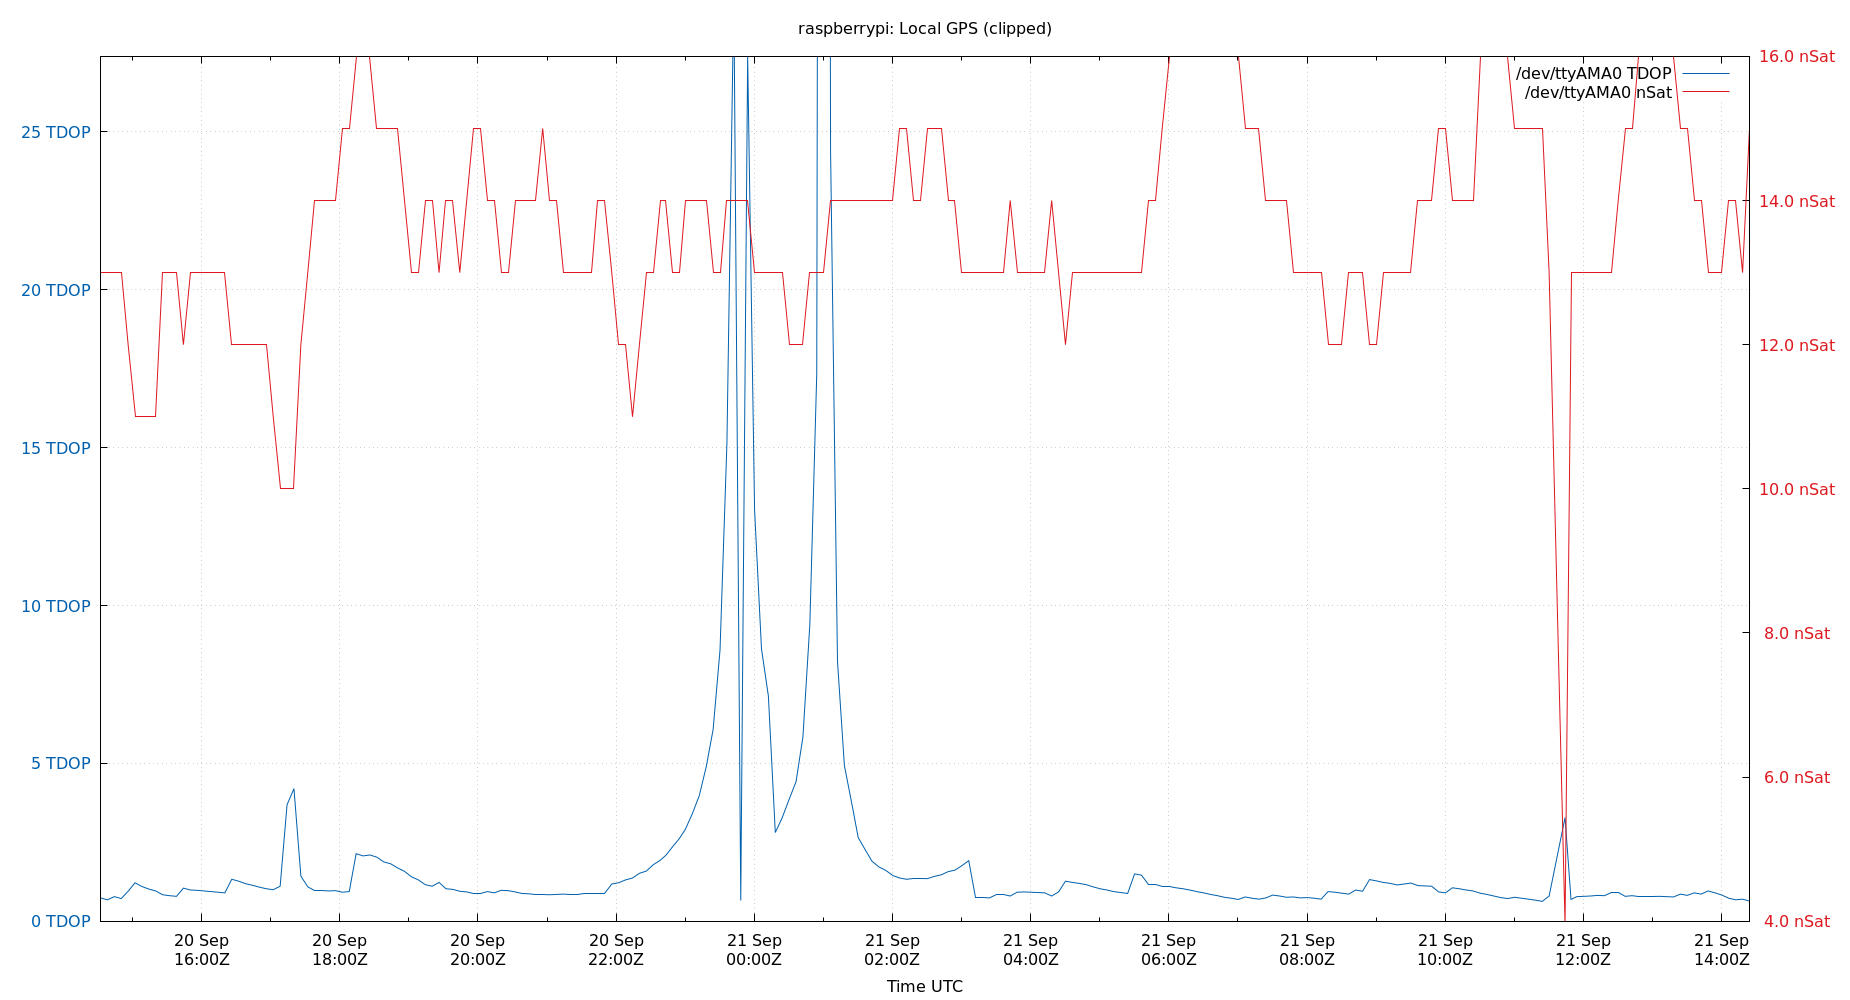 raspberrypi: Local GPS (clipped)
/dev/ttyAMA0 TDOP
/dev/ttyAMA0 nSat
25 TDOP
20 TDOP
15 TDOP
10 TDOP
5 TDOP
0 TDOP
16.0 nSat
14.0 nSat
12.0 nSat
10.0 nSat
8.0 nSat
6.0 nSat
4.0 nSat
20 Sep 20 Sep 20 Sep 20 Sep 21 Sep 21 Sep 21 Sep 21 Sep 21 Sep 21 Sep 21 Sep 21 Sep
16:00Z 18:00Z 20:00Z 22:00Z 00:00Z 02:00Z 04:00Z 06:00Z 08:00Z 10:00Z 12:00Z 14:00Z
Time UTC